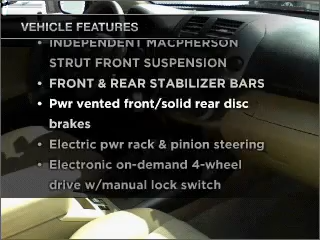 VEHICLE FEATURES
• INDEPENDENT MACPHERSON
STRUT FRONT SUSPENSION
• FRONT & REAR STABILIZER BARS
• Pwr vented front/solid rear disc
brakes
• Electric pwr rack & pinion steering
• Electronic on-demand 4-wheel
drive w/manual lock switch